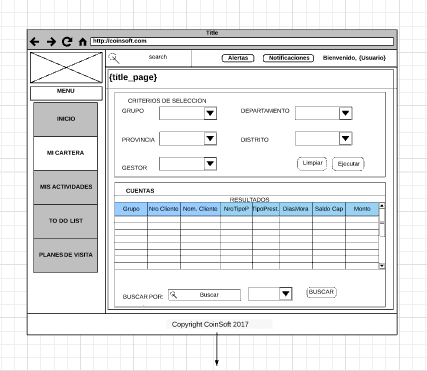 Title
http://coinsoft.com
search
Alertas
Notificaciones
Bienvenido, {Usuario}
{title_page}
MENU
INICIO
MI CARTERA
MIS ACTIVIDADES
TO DO LIST
PLANES DE VISITA
CRITERIOS DE SELECCION
GRUPO
DEPARTAMENTO
PROVINCIA
DISTRITO
GESTOR
Limpiar
Ejecutar
CUENTAS
RESULTADOS
Grupo Nro Cliente Nom. Cliente NroTipoP TipoPrest. DiasMora Saldo Cap Monto
BUSCAR POR:
Buscar
BUSCAR
Copyright CoinSoft 2017